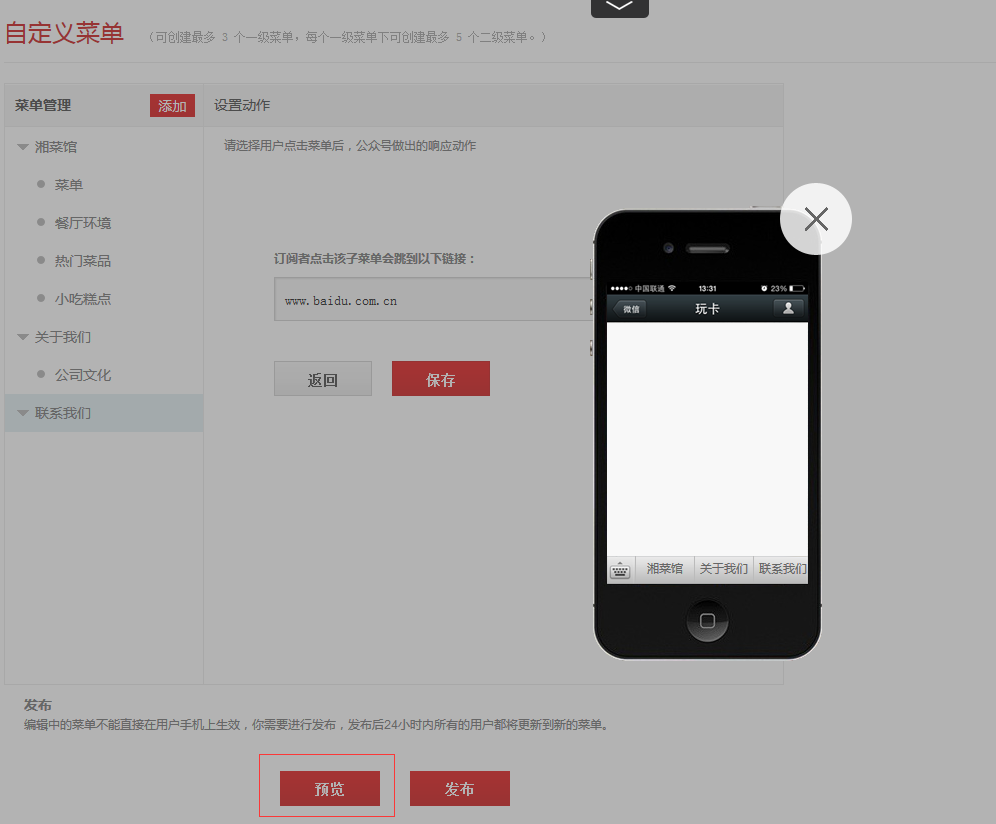 自定义菜单 （可创建最多 3 个一级菜单，每个一级菜单下可创建最多 5 个二级菜单。）
菜单管理 添加 设置动作
湘菜馆
请选择用户点击菜单后，公众号做出的响应动作
菜单
餐厅环境
热门菜品
小吃糕点
关于我们
公司文化
联系我们
订阅者点击该子菜单会跳到以下链接：
www.baidu.com.cn
返回 保存
中国联通 13:31 23%
微信 玩卡
湘菜馆 关于我们 联系我们
发布
编辑中的菜单不能直接在用户手机上生效，你需要进行发布，发布后24小时内所有的用户都将更新到新的菜单。
预览 发布